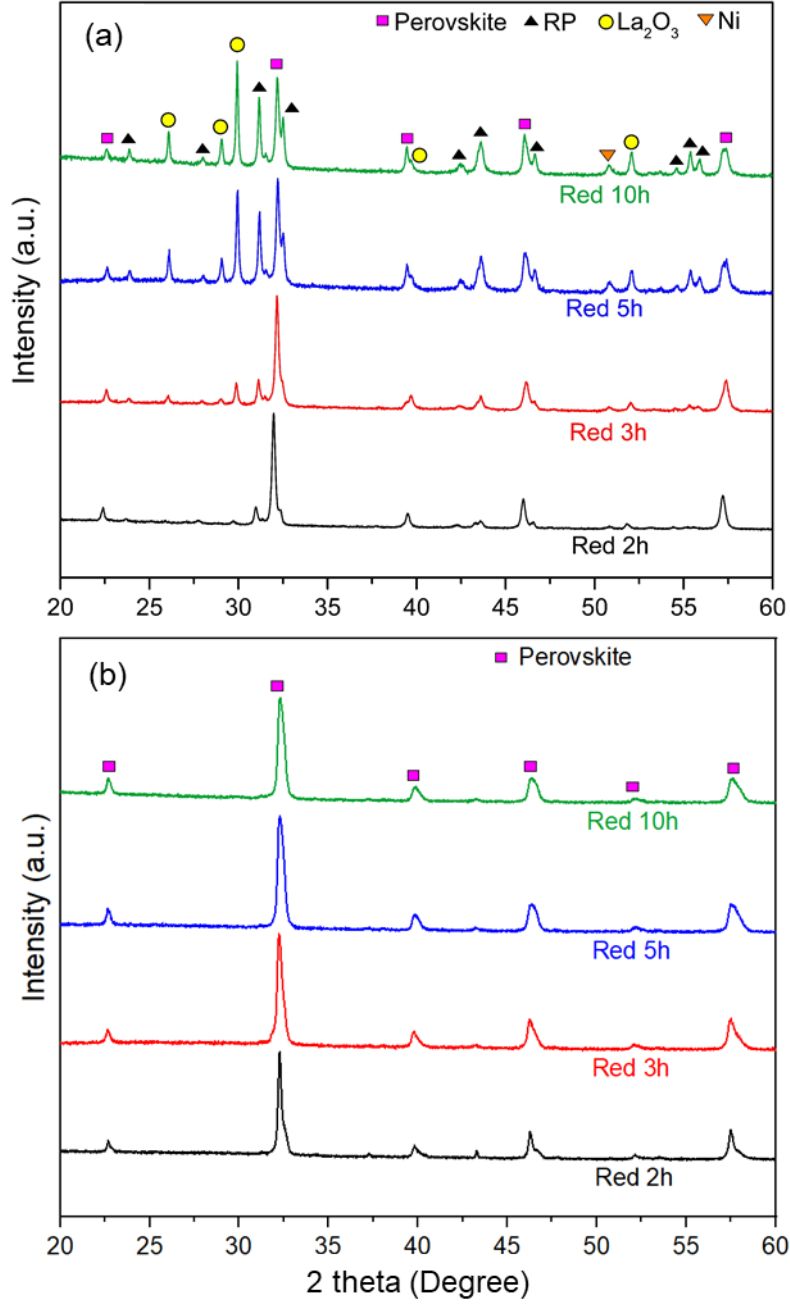 (a)
Perovskite RP La₂O₃ Ni
Red 10h
Red 5h
Red 3h
Red 2h
Intensity (a.u.)
20 25 30 35 40 45 50 55 60
(b)
Perovskite
Red 10h
Red 5h
Red 3h
Red 2h
Intensity (a.u.)
20 25 30 35 40 45 50 55 60
2 theta (Degree)